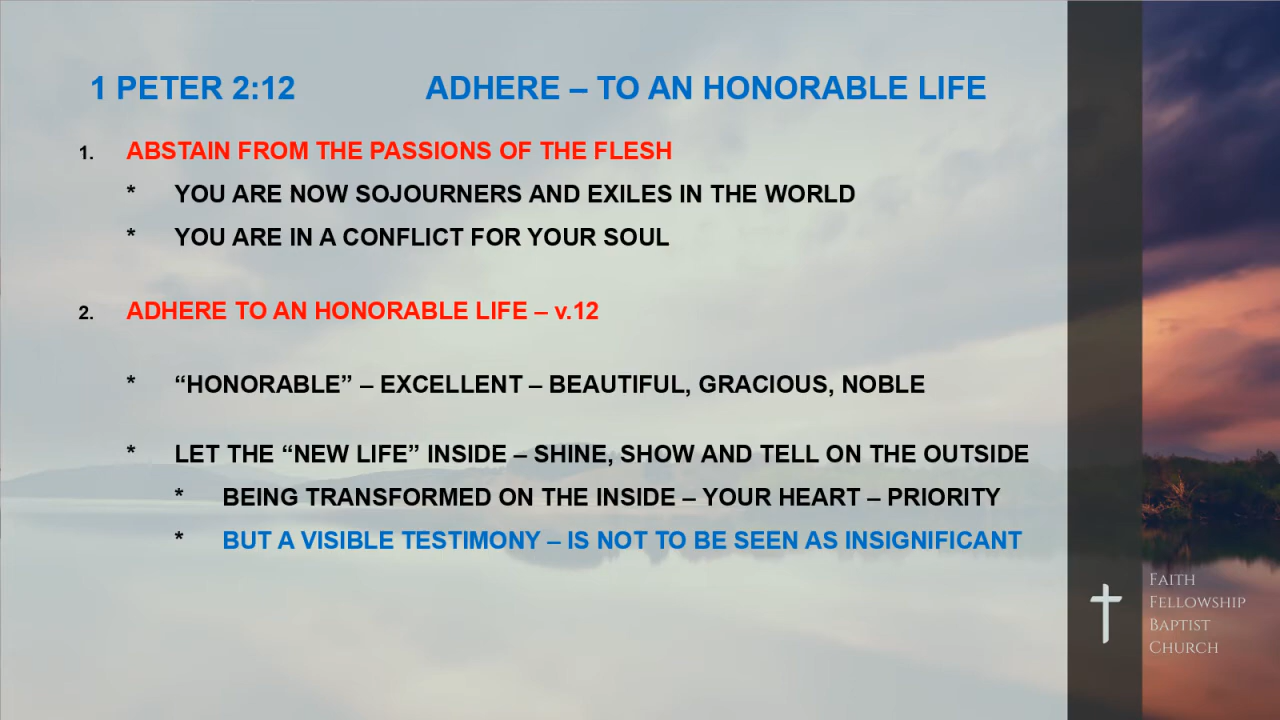 1 PETER 2:12 ADHERE – TO AN HONORABLE LIFE
1. ABSTAIN FROM THE PASSIONS OF THE FLESH
* YOU ARE NOW SOJOURNERS AND EXILES IN THE WORLD
* YOU ARE IN A CONFLICT FOR YOUR SOUL
2. ADHERE TO AN HONORABLE LIFE – v.12
* “HONORABLE” – EXCELLENT – BEAUTIFUL, GRACIOUS, NOBLE
* LET THE “NEW LIFE” INSIDE – SHINE, SHOW AND TELL ON THE OUTSIDE
* BEING TRANSFORMED ON THE INSIDE – YOUR HEART – PRIORITY
* BUT A VISIBLE TESTIMONY – IS NOT TO BE SEEN AS INSIGNIFICANT
FAITH
FELLOWSHIP
BAPTIST
CHURCH